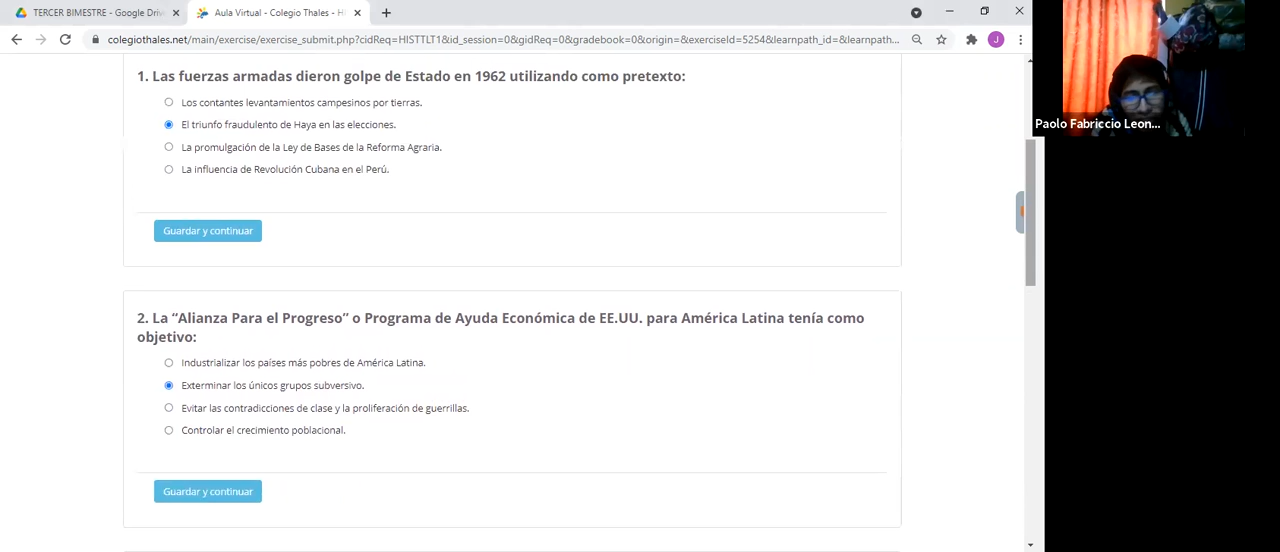 TERCER BIMESTRE - Google Driv
Aula Virtual - Colegio Thales - Hi
colegiothales.net/main/exercise/exercise_submit.php?cidReq=HISTTLT1&id_session=0&gidReq=0&gradebook=0&origin=&exerciseId=5254&learnpath_id=&learnpath...
J
Paolo Fabriccio Leon...
1. Las fuerzas armadas dieron golpe de Estado en 1962 utilizando como pretexto:
Los contantes levantamientos campesinos por tierras.
El triunfo fraudulento de Haya en las elecciones.
La promulgación de la Ley de Bases de la Reforma Agraria.
La influencia de Revolución Cubana en el Perú.
Guardar y continuar
2. La “Alianza Para el Progreso” o Programa de Ayuda Económica de EE.UU. para América Latina tenía como
objetivo:
Industrializar los países más pobres de América Latina.
Exterminar los únicos grupos subversivo.
Evitar las contradicciones de clase y la proliferación de guerrillas.
Controlar el crecimiento poblacional.
Guardar y continuar